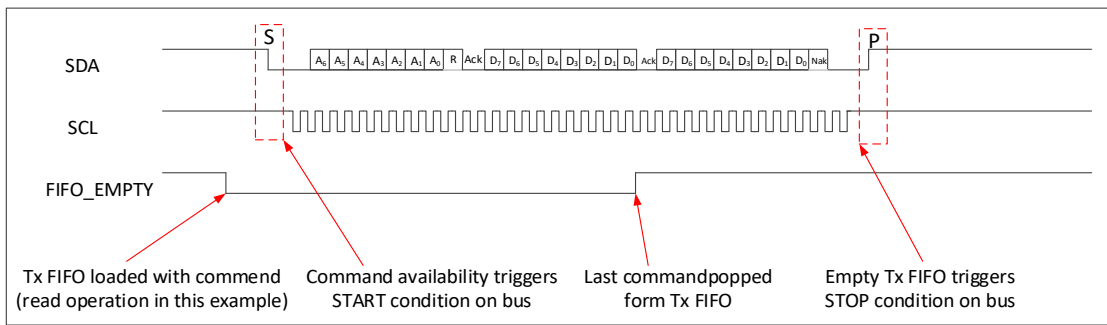 S
P
SDA
A6 A5 A4 A3 A2 A1 A0 R Ack D7 D6 D5 D4 D3 D2 D1 D0 Ack D7 D6 D5 D4 D3 D2 D1 D0 Nak
SCL
FIFO_EMPTY
Tx FIFO loaded with commend
(read operation in this example)
Command availability triggers
START condition on bus
Last commandpopped
form Tx FIFO
Empty Tx FIFO triggers
STOP condition on bus